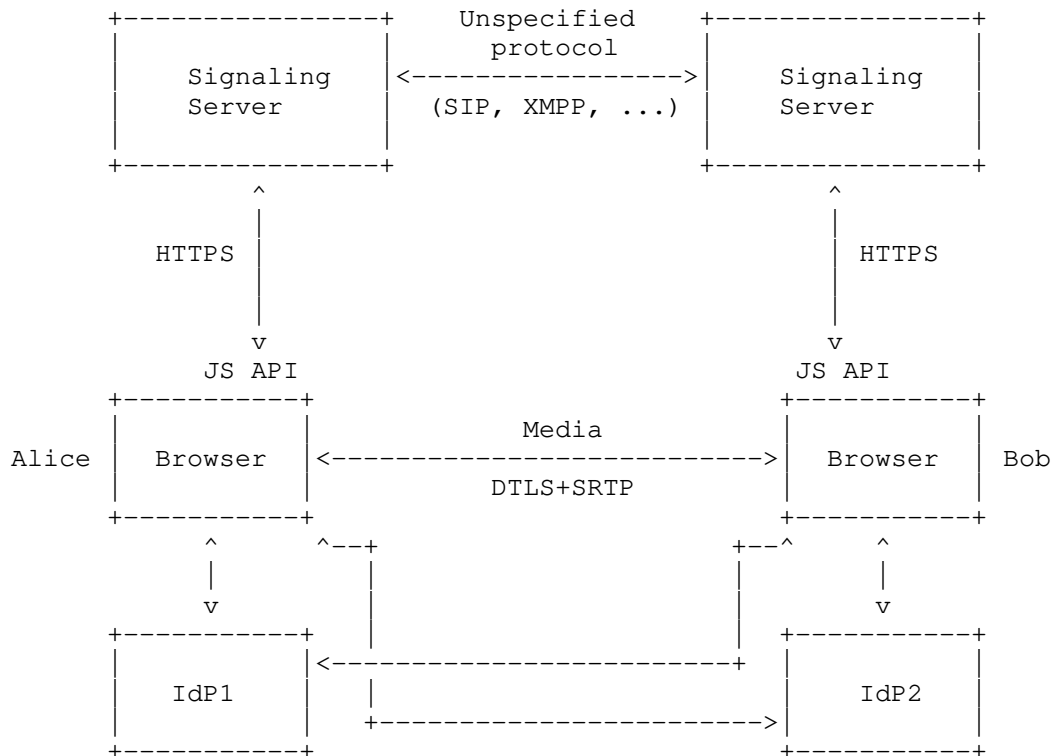 Unspecified
protocol
Signaling
Server
(SIP, XMPP, ...)
Signaling
Server
HTTPS
HTTPS
JS API
JS API
Media
Alice
Browser
Browser
Bob
DTLS+SRTP
IdP1
IdP2